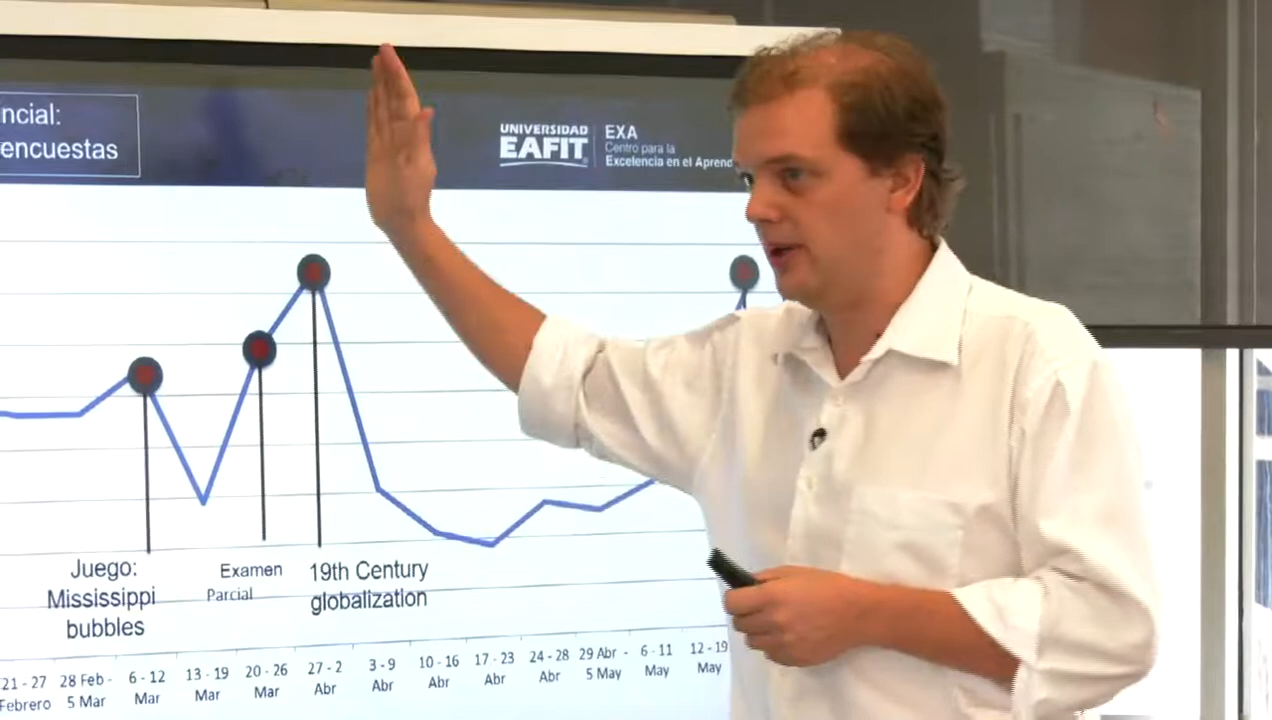 ncial:
encuestas
UNIVERSIDAD
EAFIT
EXA
Centro para la
Excelencia en el Aprend
Juego:
Mississippi
bubbles
Examen
Parcial
19th Century
globalization
21 - 27
Febrero
28 Feb -
5 Mar
6 - 12
Mar
13 - 19
Mar
20 - 26
Mar
27 - 2
Abr
3 - 9
Abr
10 - 16
Abr
17 - 23
Abr
24 - 28
Abr
29 Abr -
5 May
6 - 11
May
12 - 19
May